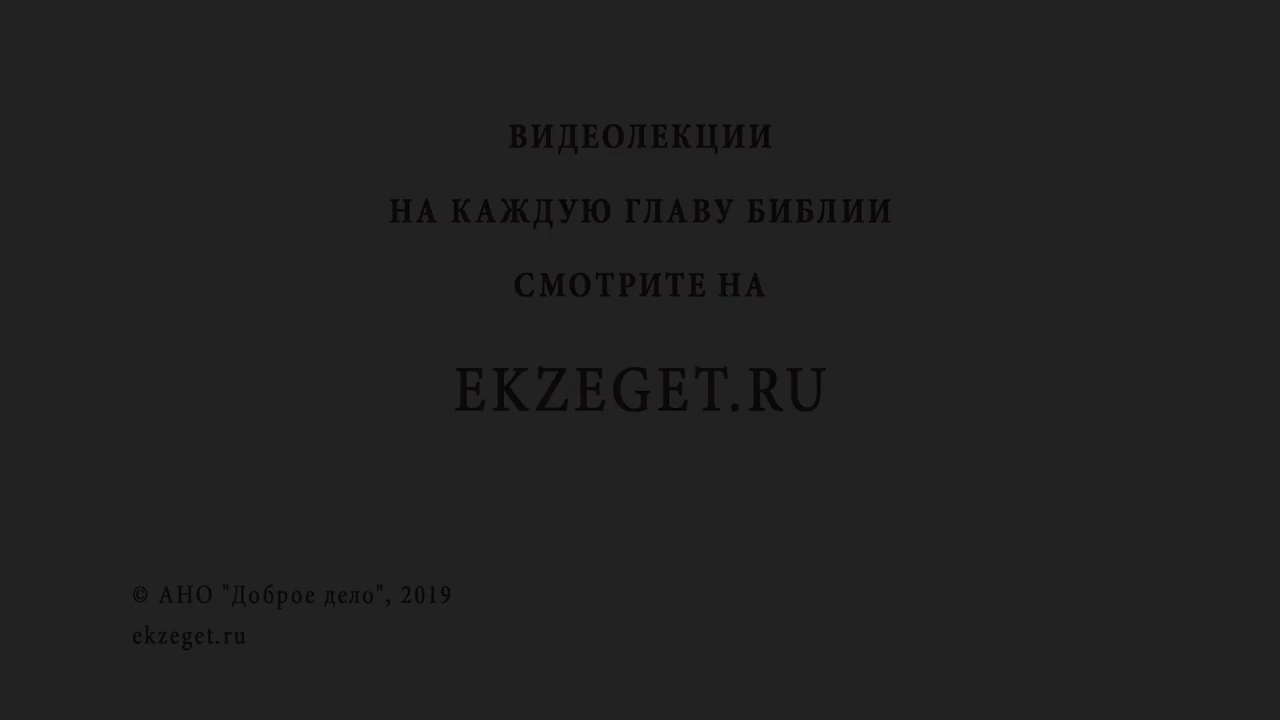 ВИДЕОЛЕКЦИИ
НА КАЖДУЮ ГЛАВУ БИБЛИИ
СМОТРИТЕ НА
EKZEGET.RU
© АНО "Доброе дело", 2019
ekzeget.ru